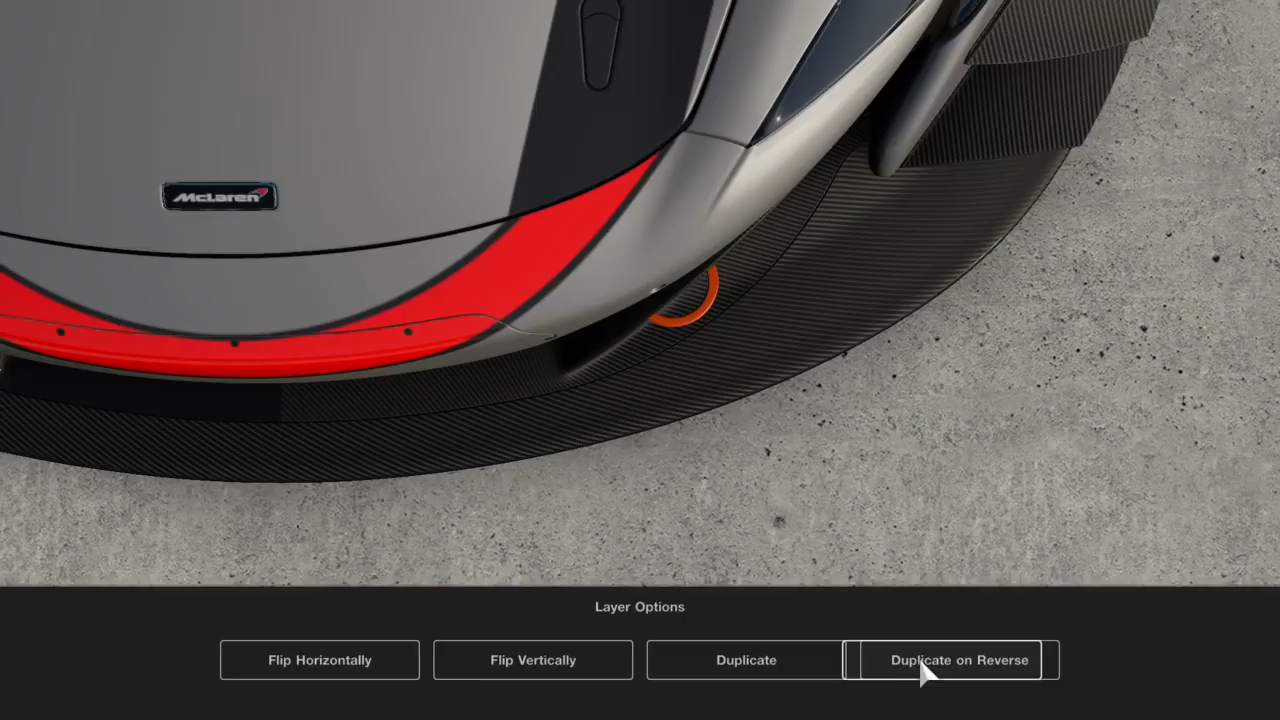 McLaren
Layer Options
Flip Horizontally
Flip Vertically
Duplicate
Duplicate on Reverse